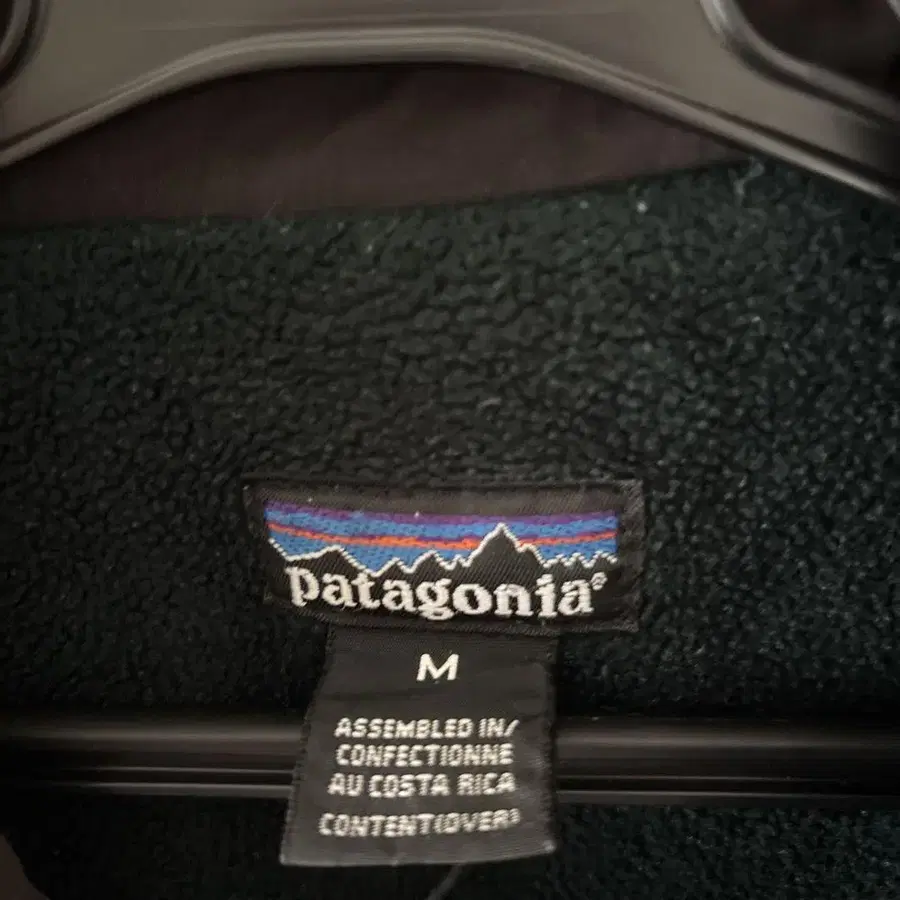 patagonia®
M
ASSEMBLED IN/
CONFECTIONNE
AU COSTA RICA
CONTENT(OVER)